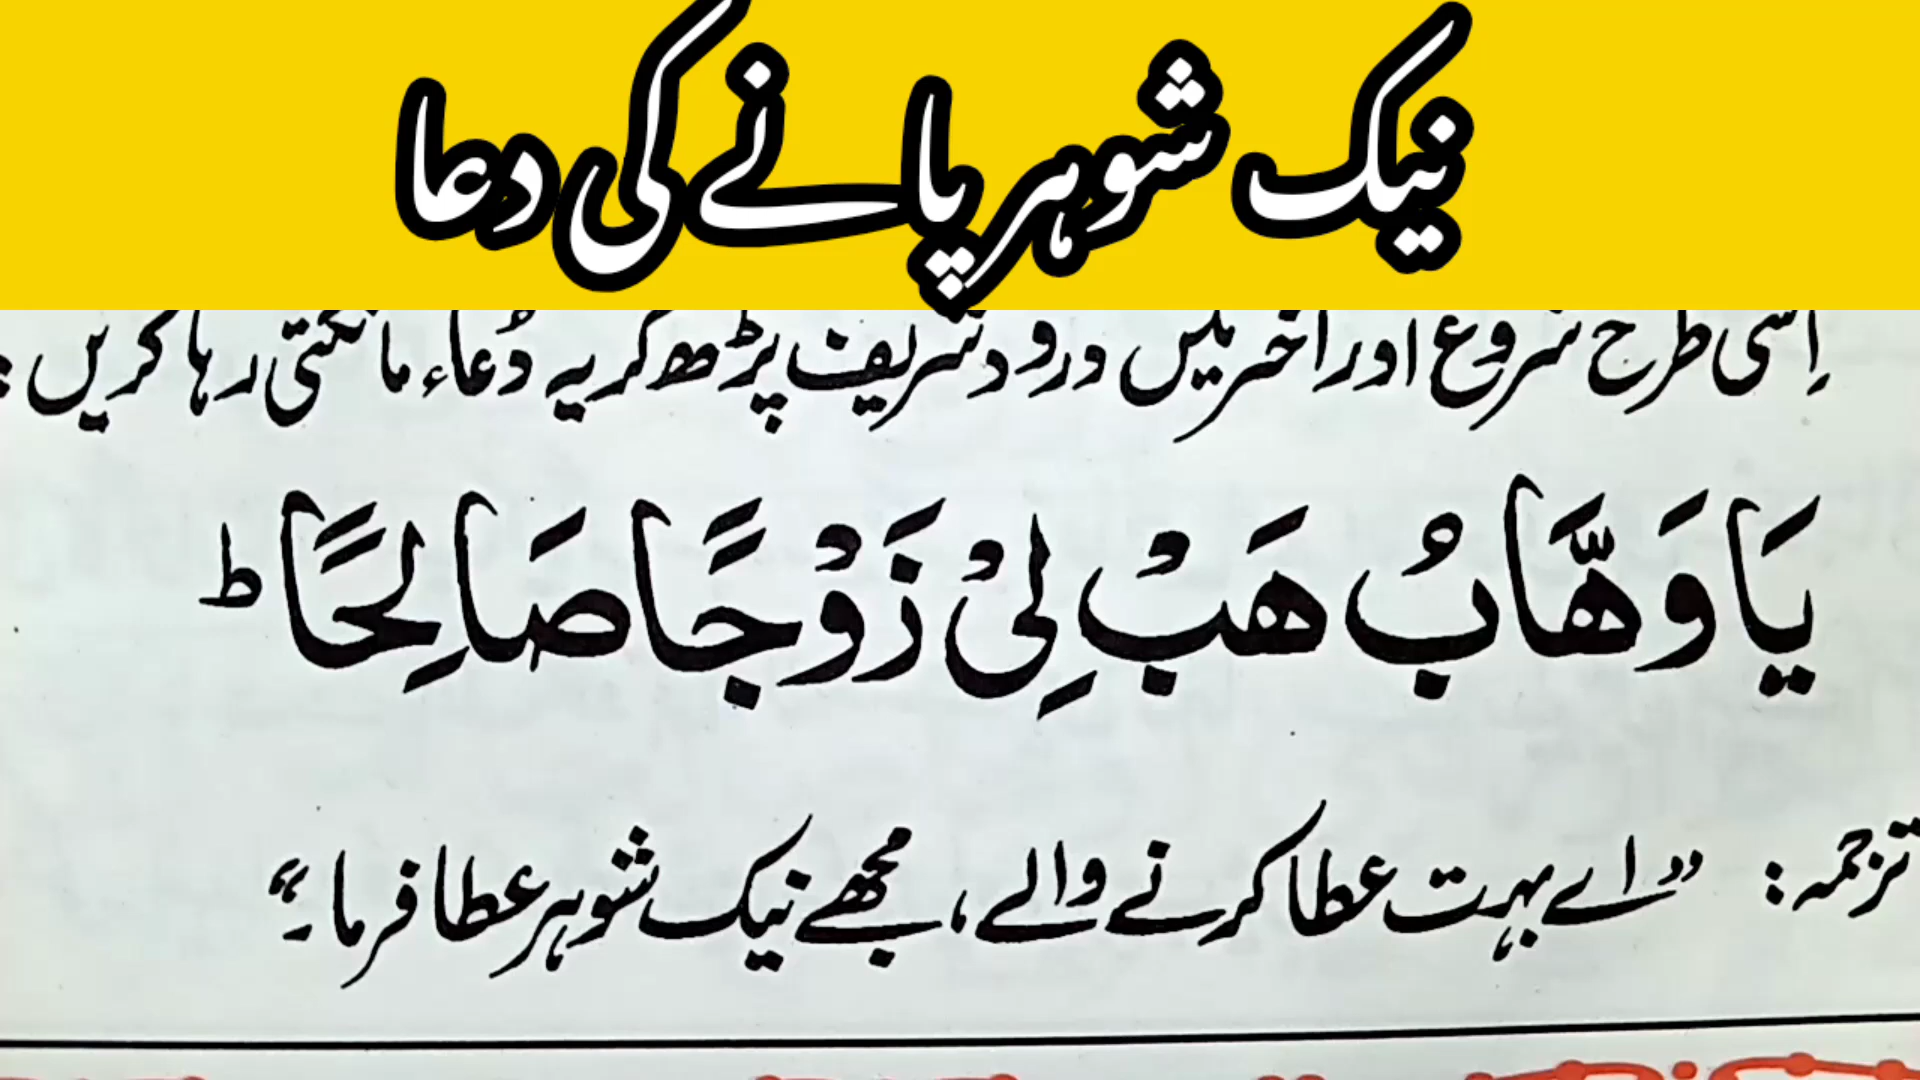 نیک شوہر پانے کی دعا
اِسی طرح شروع اور آخر میں درود شریف پڑھ کر یہ دُعاء مانگتی رہا کریں:
يَا وَهَّابُ هَبْ لِیْ زَوْجًا صَالِحًا ط
ترجمہ: ”اے بہت عطا کرنے والے، مجھے نیک شوہر عطا فرما۔“